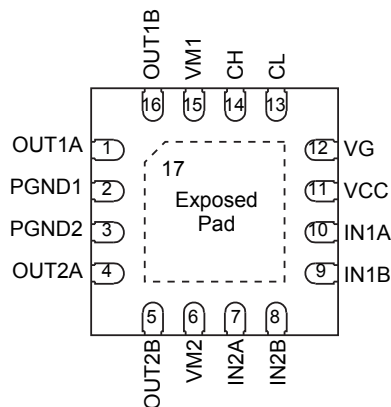 OUT1B
VM1
CH
CL
16
15
14
13
OUT1A
1
PGND1
2
PGND2
3
OUT2A
4
17
Exposed
Pad
12
VG
11
VCC
10
IN1A
9
IN1B
5
6
7
8
OUT2B
VM2
IN2A
IN2B